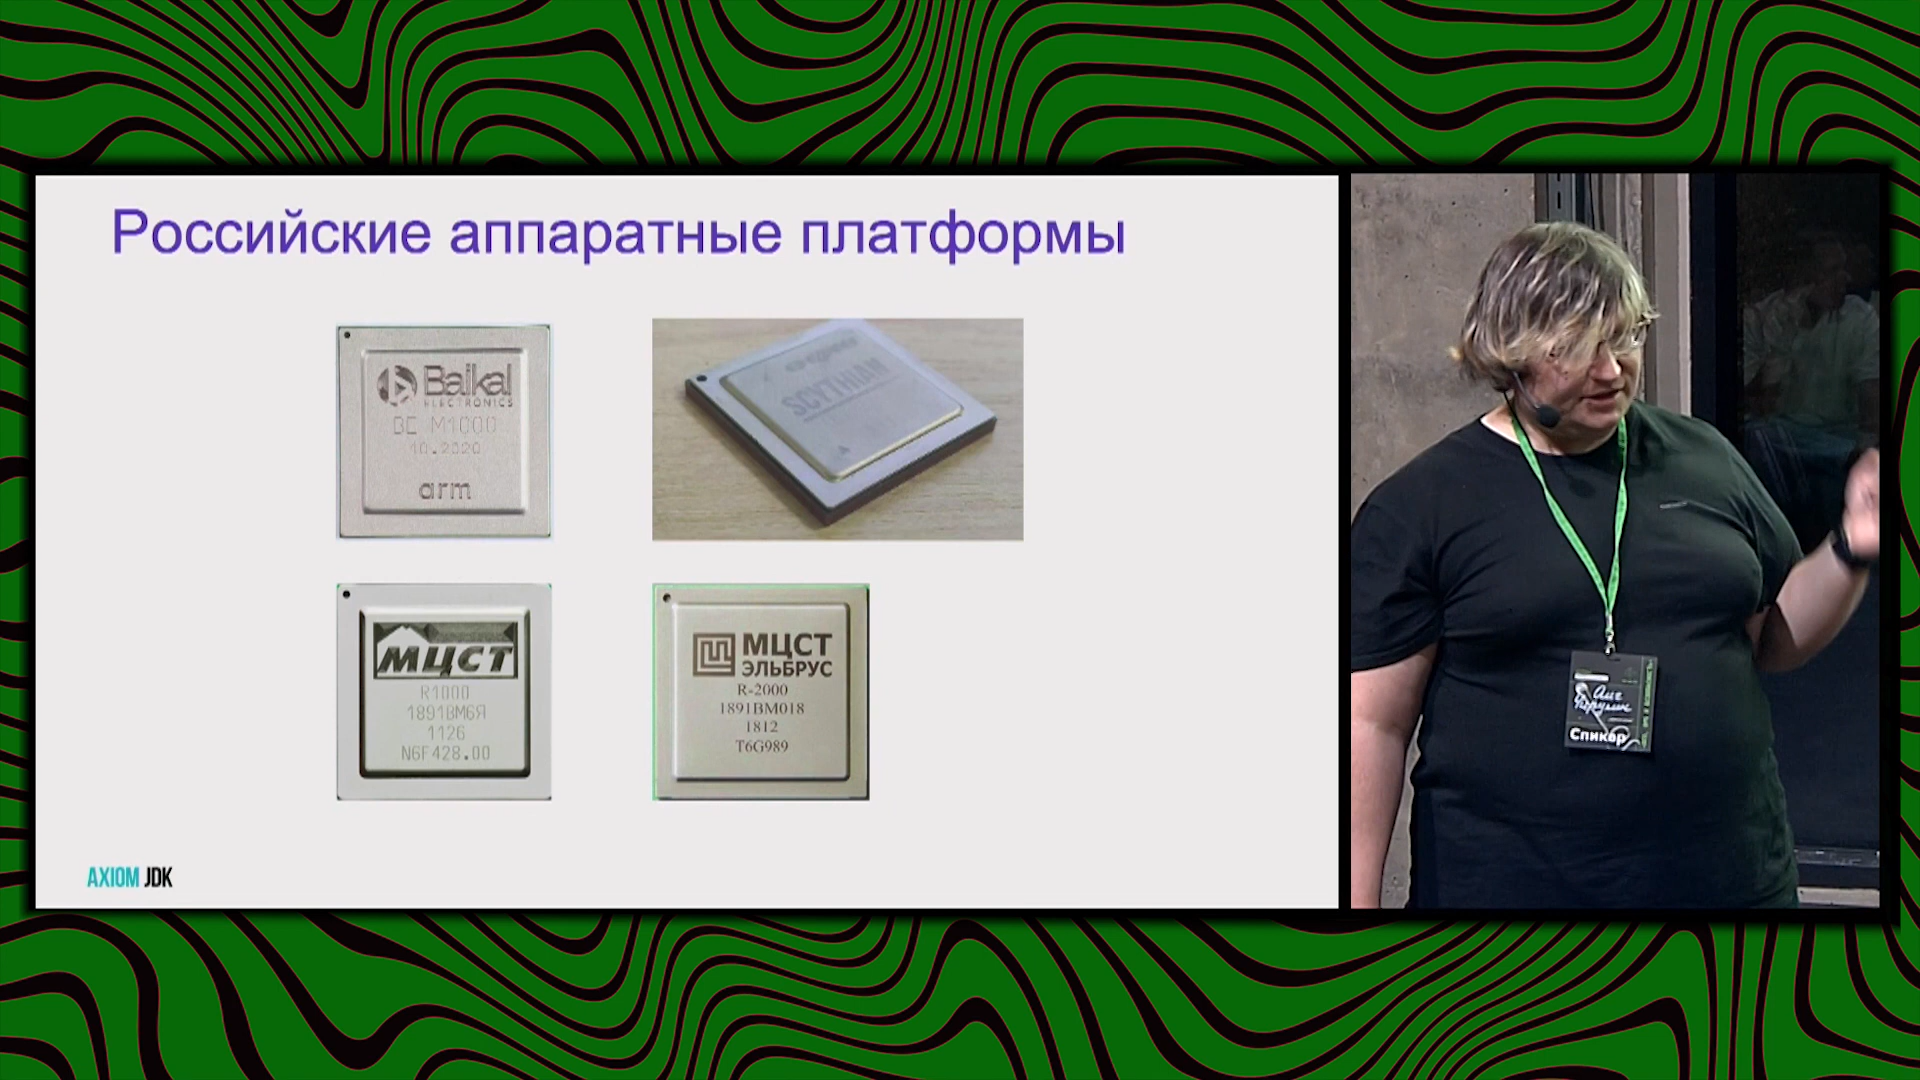 Российские аппаратные платформы
Baikal
ELECTRONICS
BE M1000
10.2020
arm
SCYTHIAN
МЦСТ
R1000
1891ВМ6Я
1126
N6F428.00
МЦСТ
ЭЛЬБРУС
R-2000
1891ВМ018
1812
T6G989
AXIOM JDK
Спикер